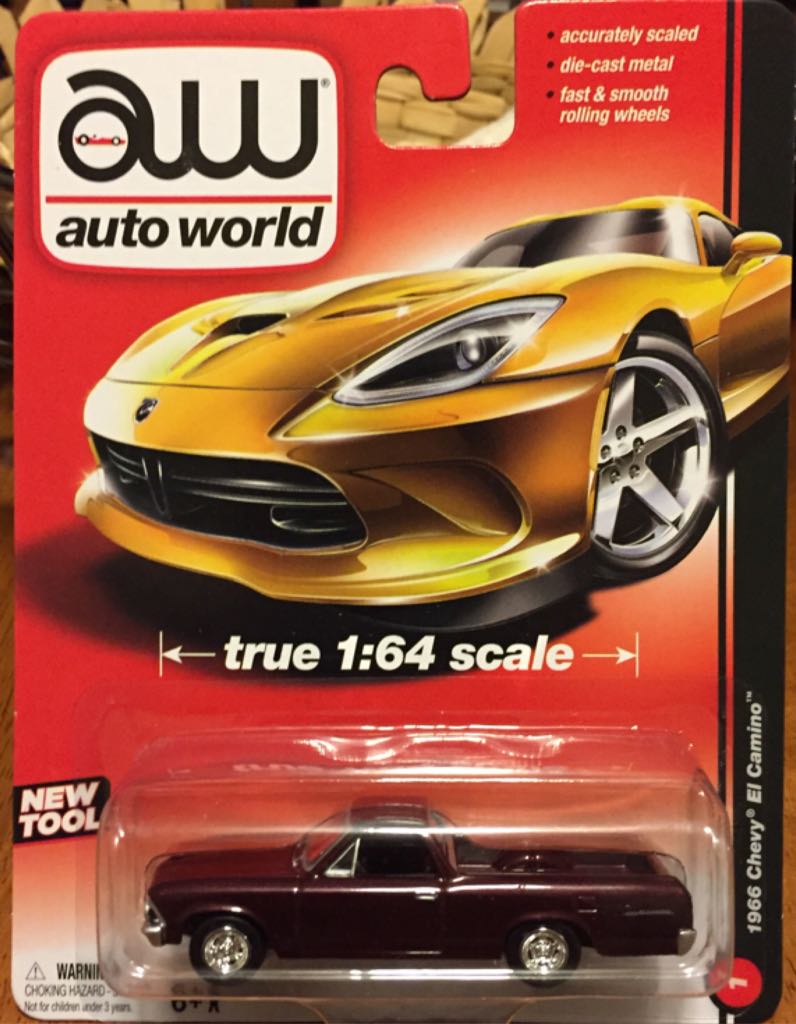 aw®
auto world
• accurately scaled
• die-cast metal
• fast & smooth
rolling wheels
true 1:64 scale
NEW
TOOL
1966 Chevy® El Camino™
1
⚠ WARNIN
CHOKING HAZARD - S
Not for children under 3 years.